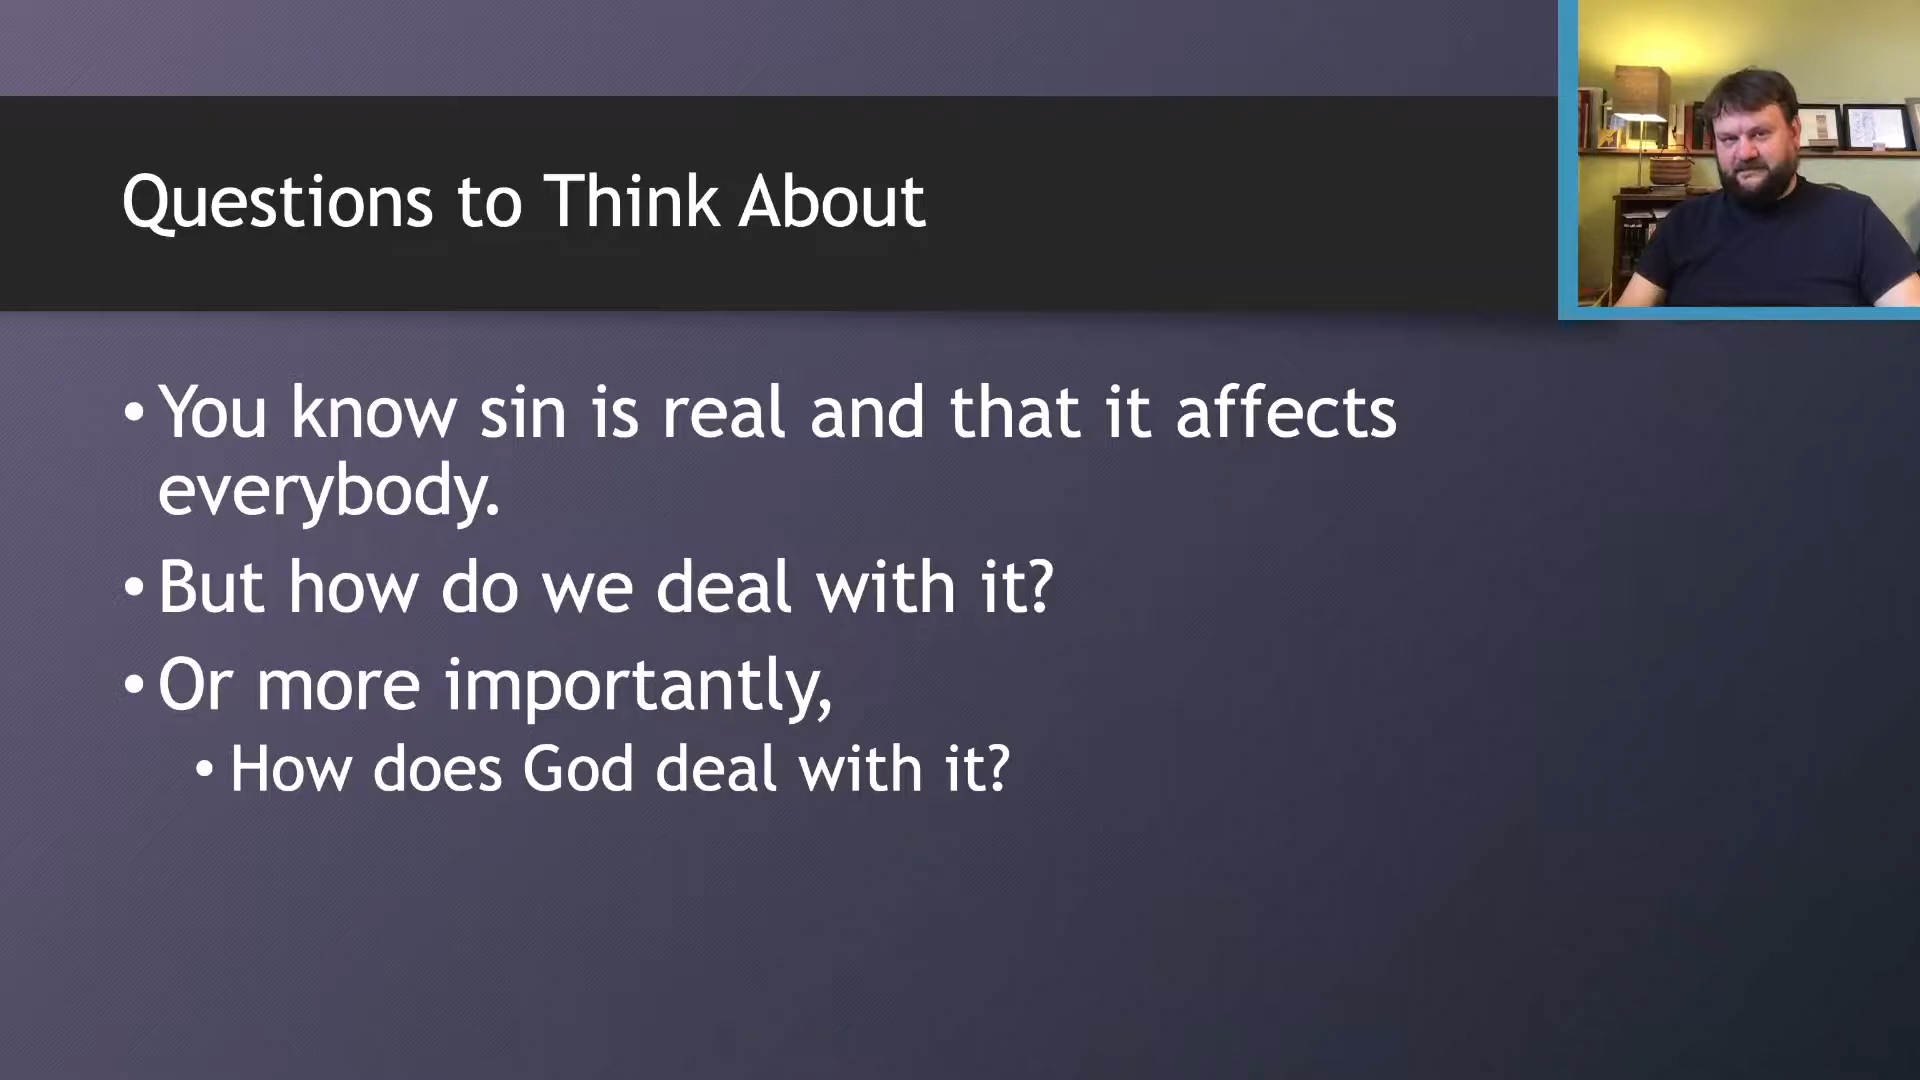 Questions to Think About
• You know sin is real and that it affects
everybody.
• But how do we deal with it?
• Or more importantly,
• How does God deal with it?